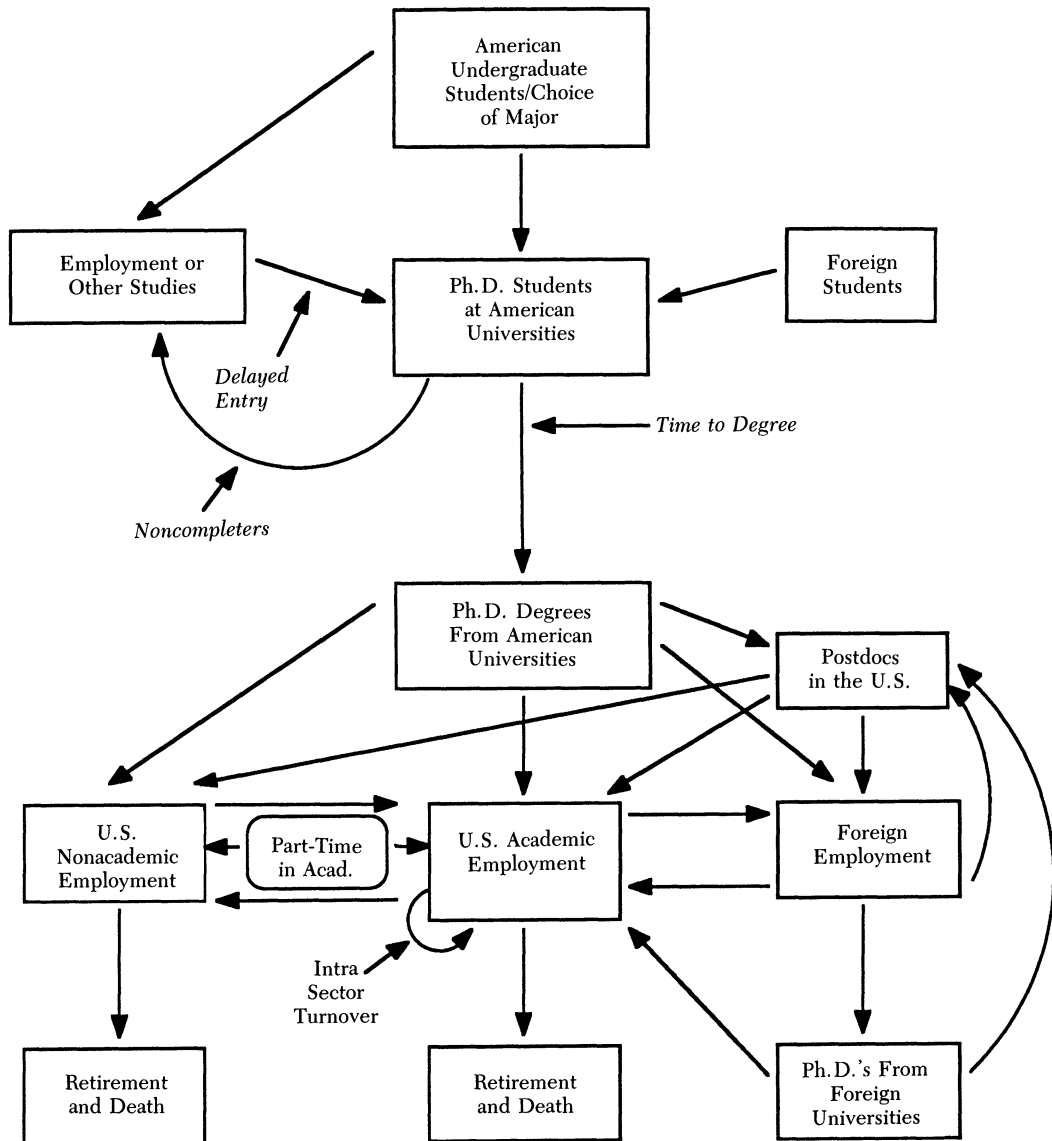 American
Undergraduate
Students/Choice
of Major
Employment or
Other Studies
Ph.D. Students
at American
Universities
Foreign
Students
Delayed
Entry
Time to Degree
Noncompleters
Ph.D. Degrees
From American
Universities
Postdocs
in the U.S.
U.S.
Nonacademic
Employment
Part-Time
in Acad.
U.S. Academic
Employment
Foreign
Employment
Intra
Sector
Turnover
Retirement
and Death
Retirement
and Death
Ph.D.'s From
Foreign
Universities